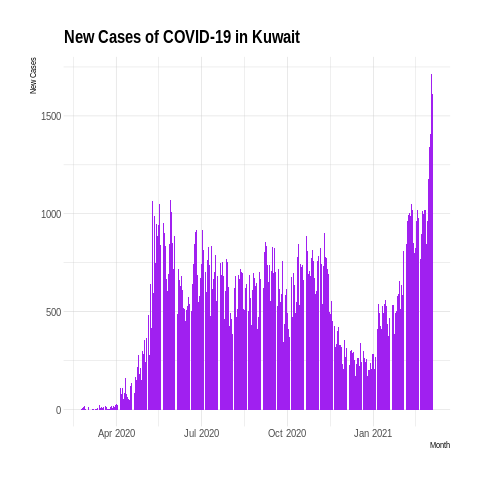 New Cases of COVID-19 in Kuwait
New Cases
1500
1000
500
0
Apr 2020
Jul 2020
Oct 2020
Jan 2021
Month